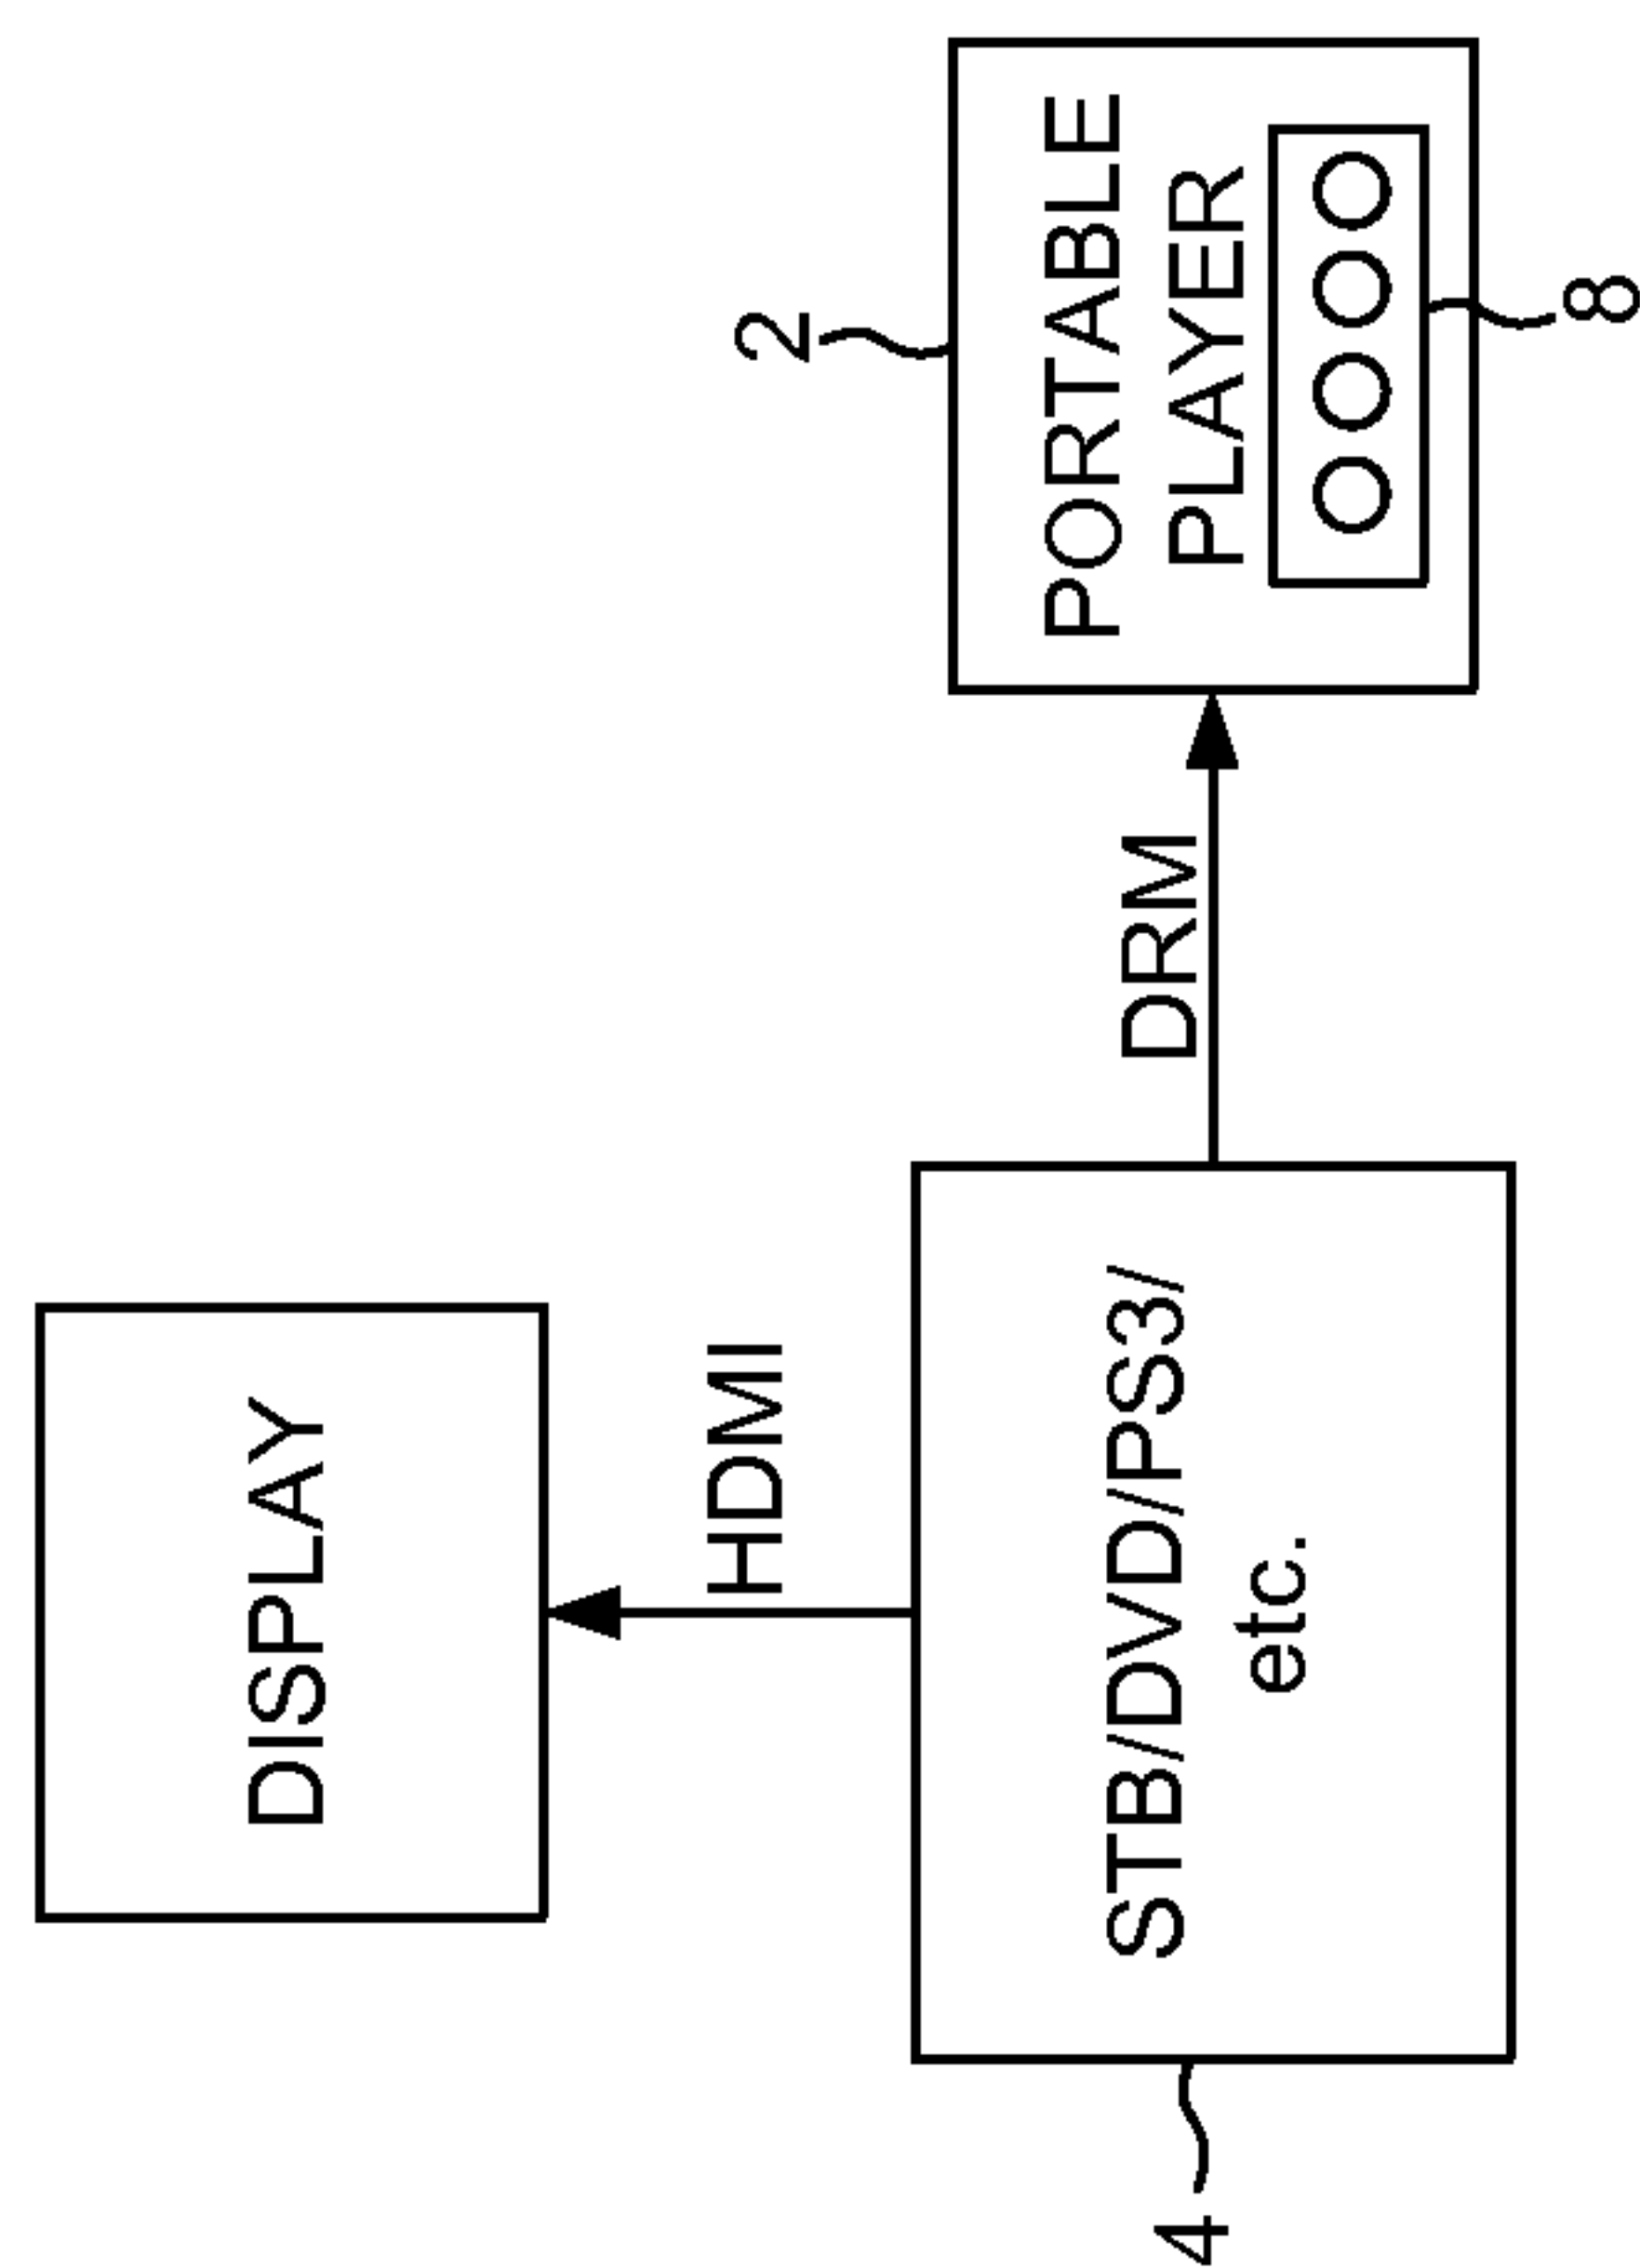 DISPLAY
HDMI
2
PORTABLE
PLAYER
8
DRM
STB/DVD/PS3/
etc.
4